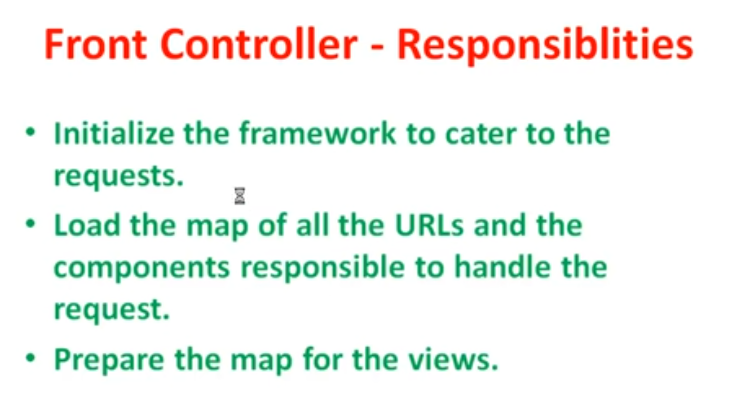 Front Controller - Responsiblities
• Initialize the framework to cater to the
requests.
• Load the map of all the URLs and the
components responsible to handle the
request.
• Prepare the map for the views.